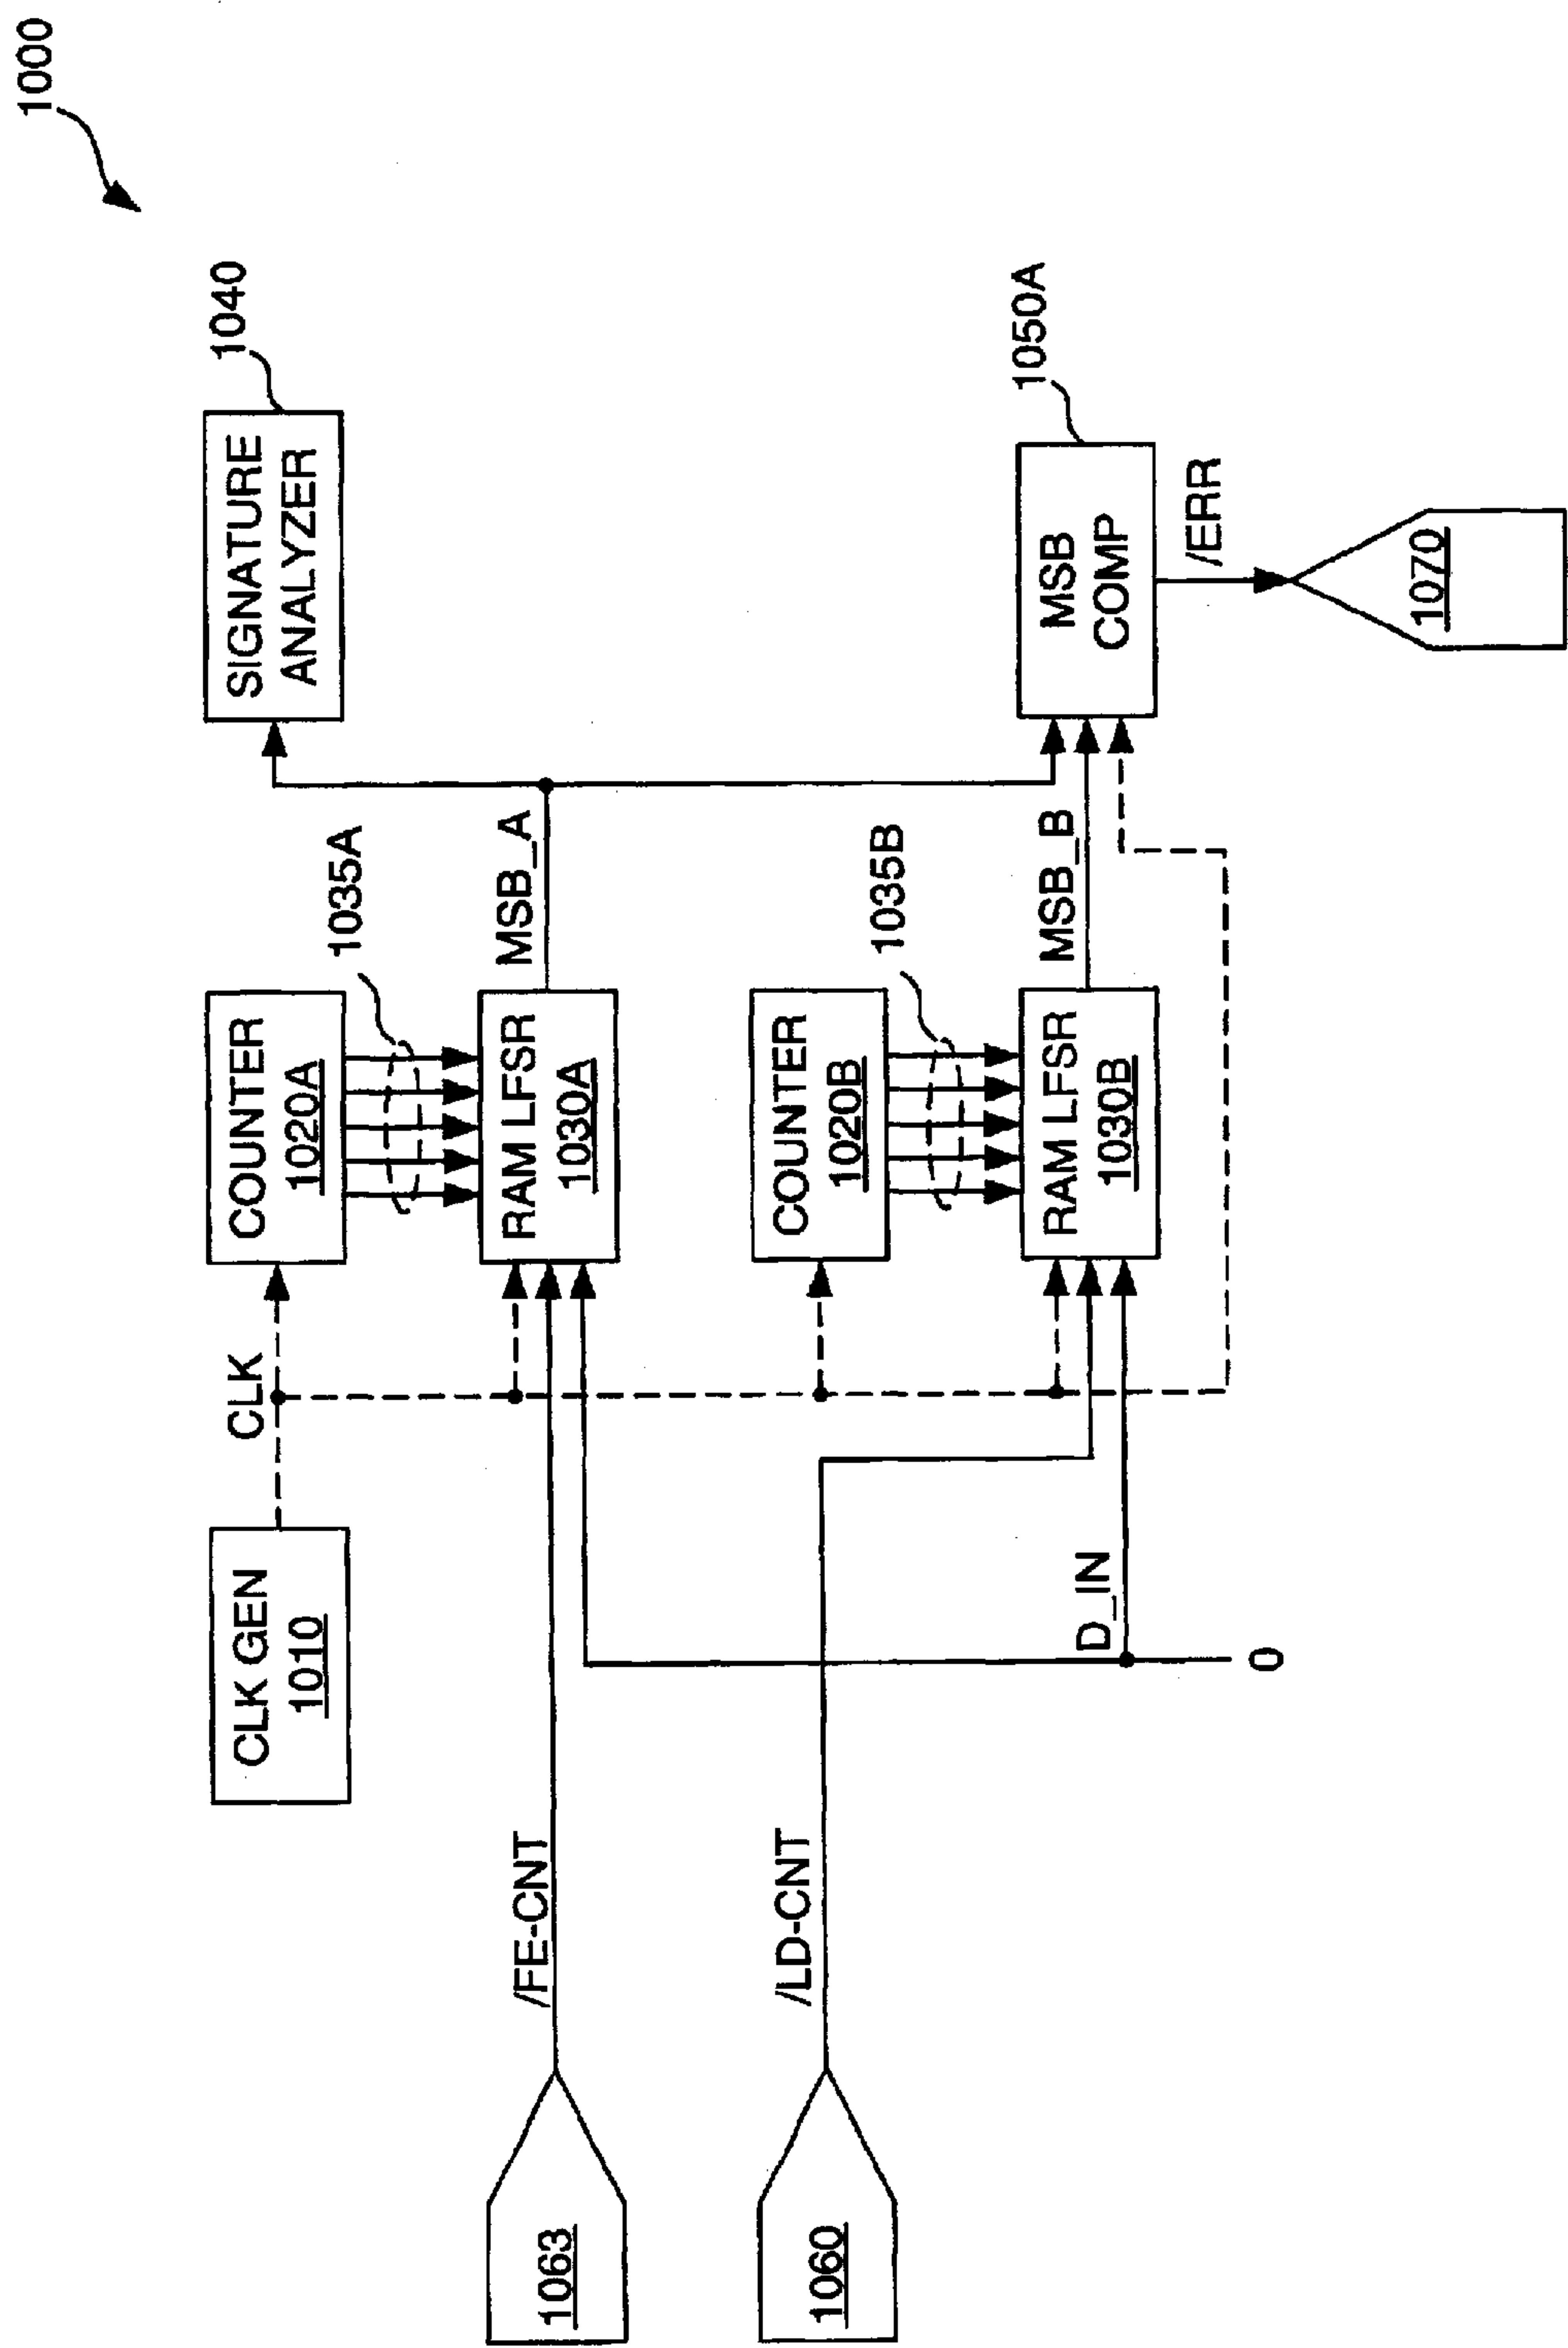 1000
SIGNATURE
ANALYZER
1040
CLK GEN
1010
CLK
COUNTER
1020A
1035A
/FE-CNT
1063
RAM LFSR
1030A
MSB_A
COUNTER
1020B
1035B
/LD-CNT
1060
D_IN
0
RAM LFSR
1030B
MSB_B
MSB
COMP
1050A
/ERR
1070